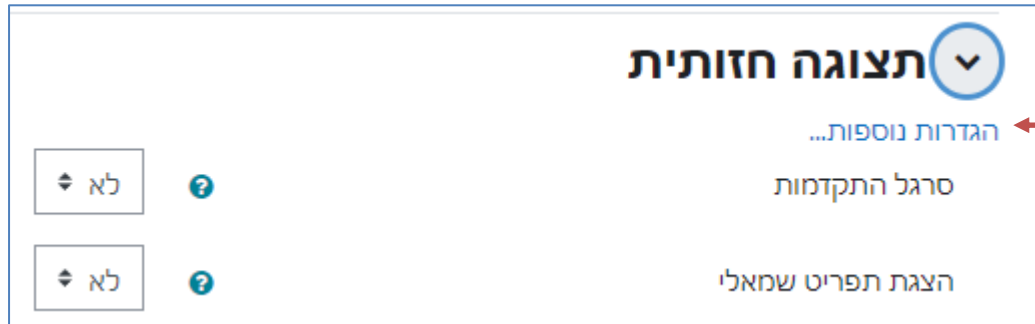 תצוגה חזותית
הגדרות נוספות...
סרגל התקדמות לא
הצגת תפריט שמאלי לא